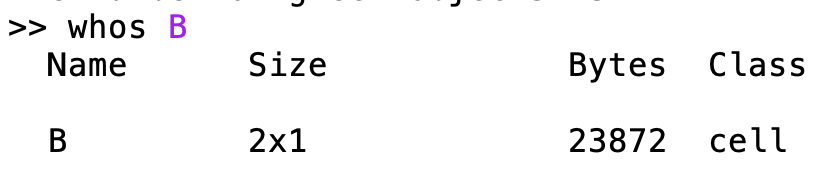 >> whos B
Name Size Bytes Class
B 2x1 23872 cell